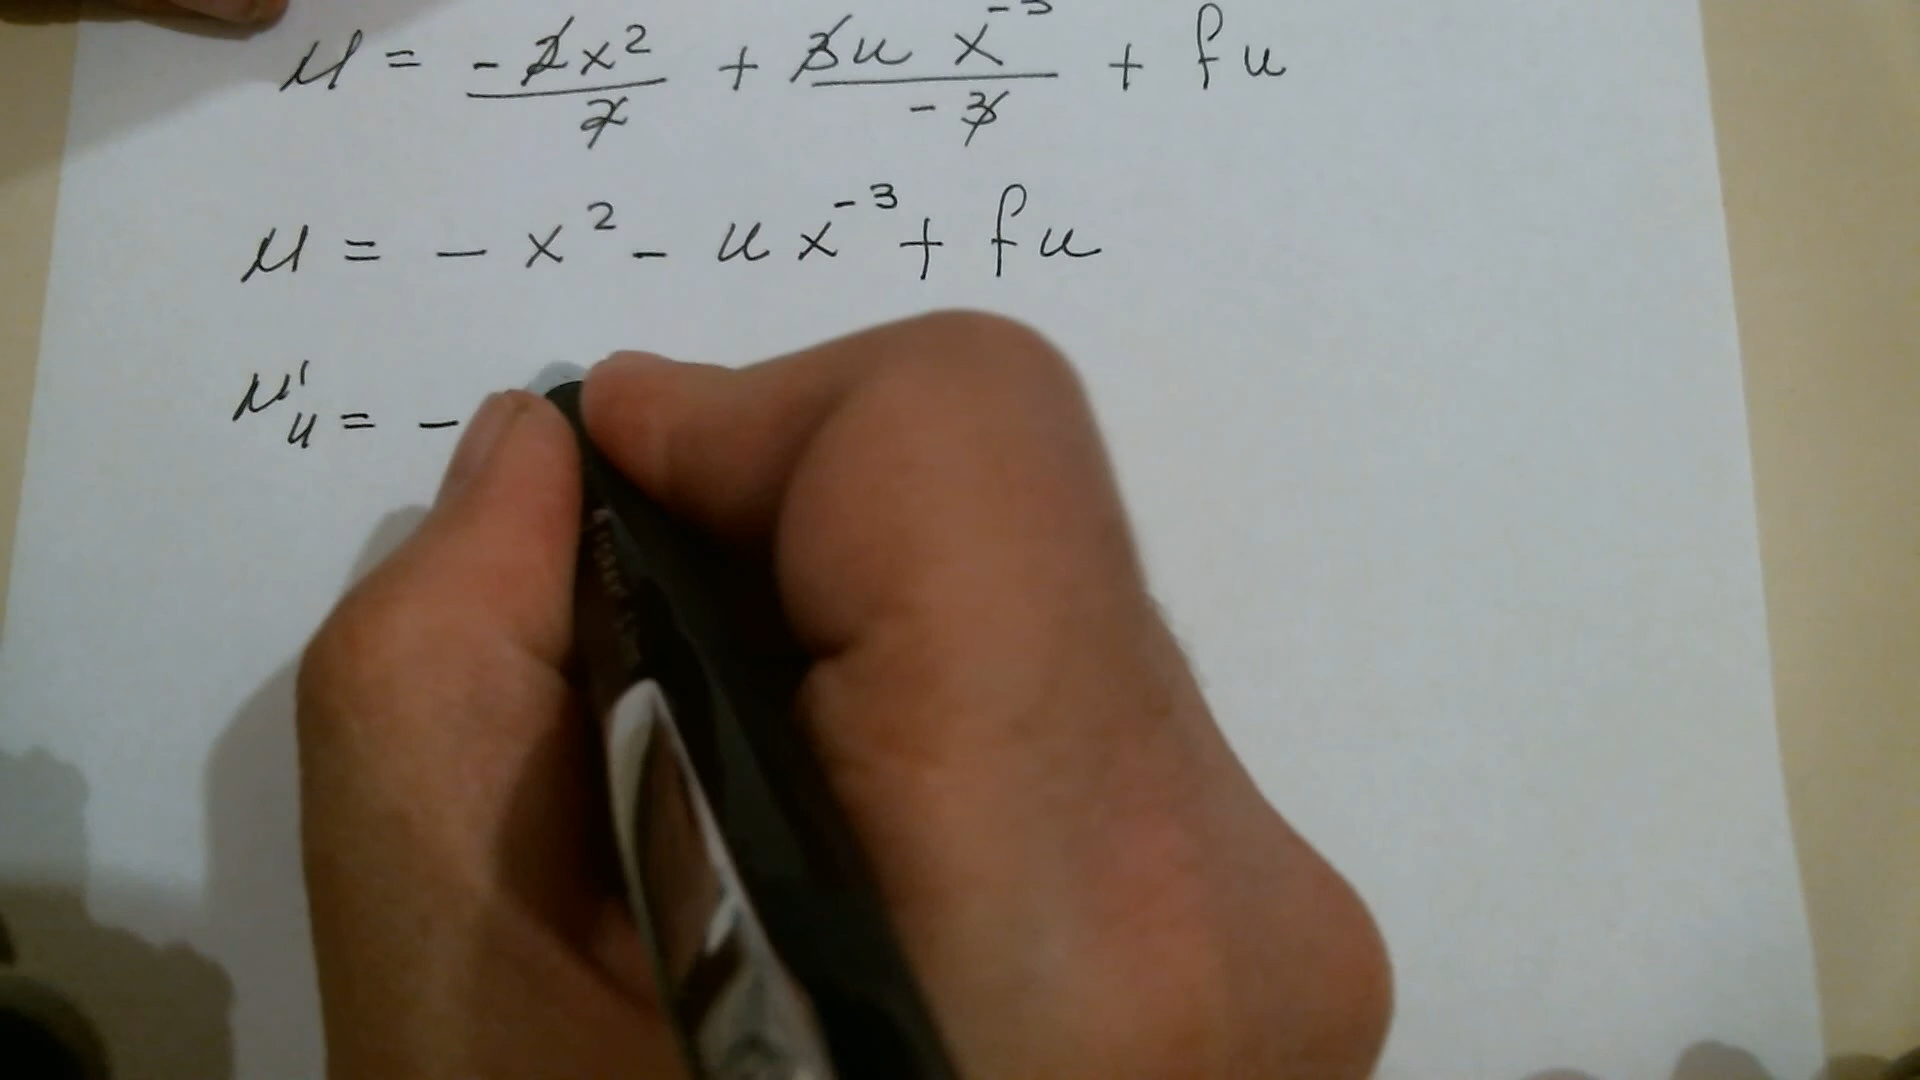 μ = -2x²/2 + 3u x⁻³/-3 + fu
μ = - x² - u x⁻³ + fu
μ'u = -